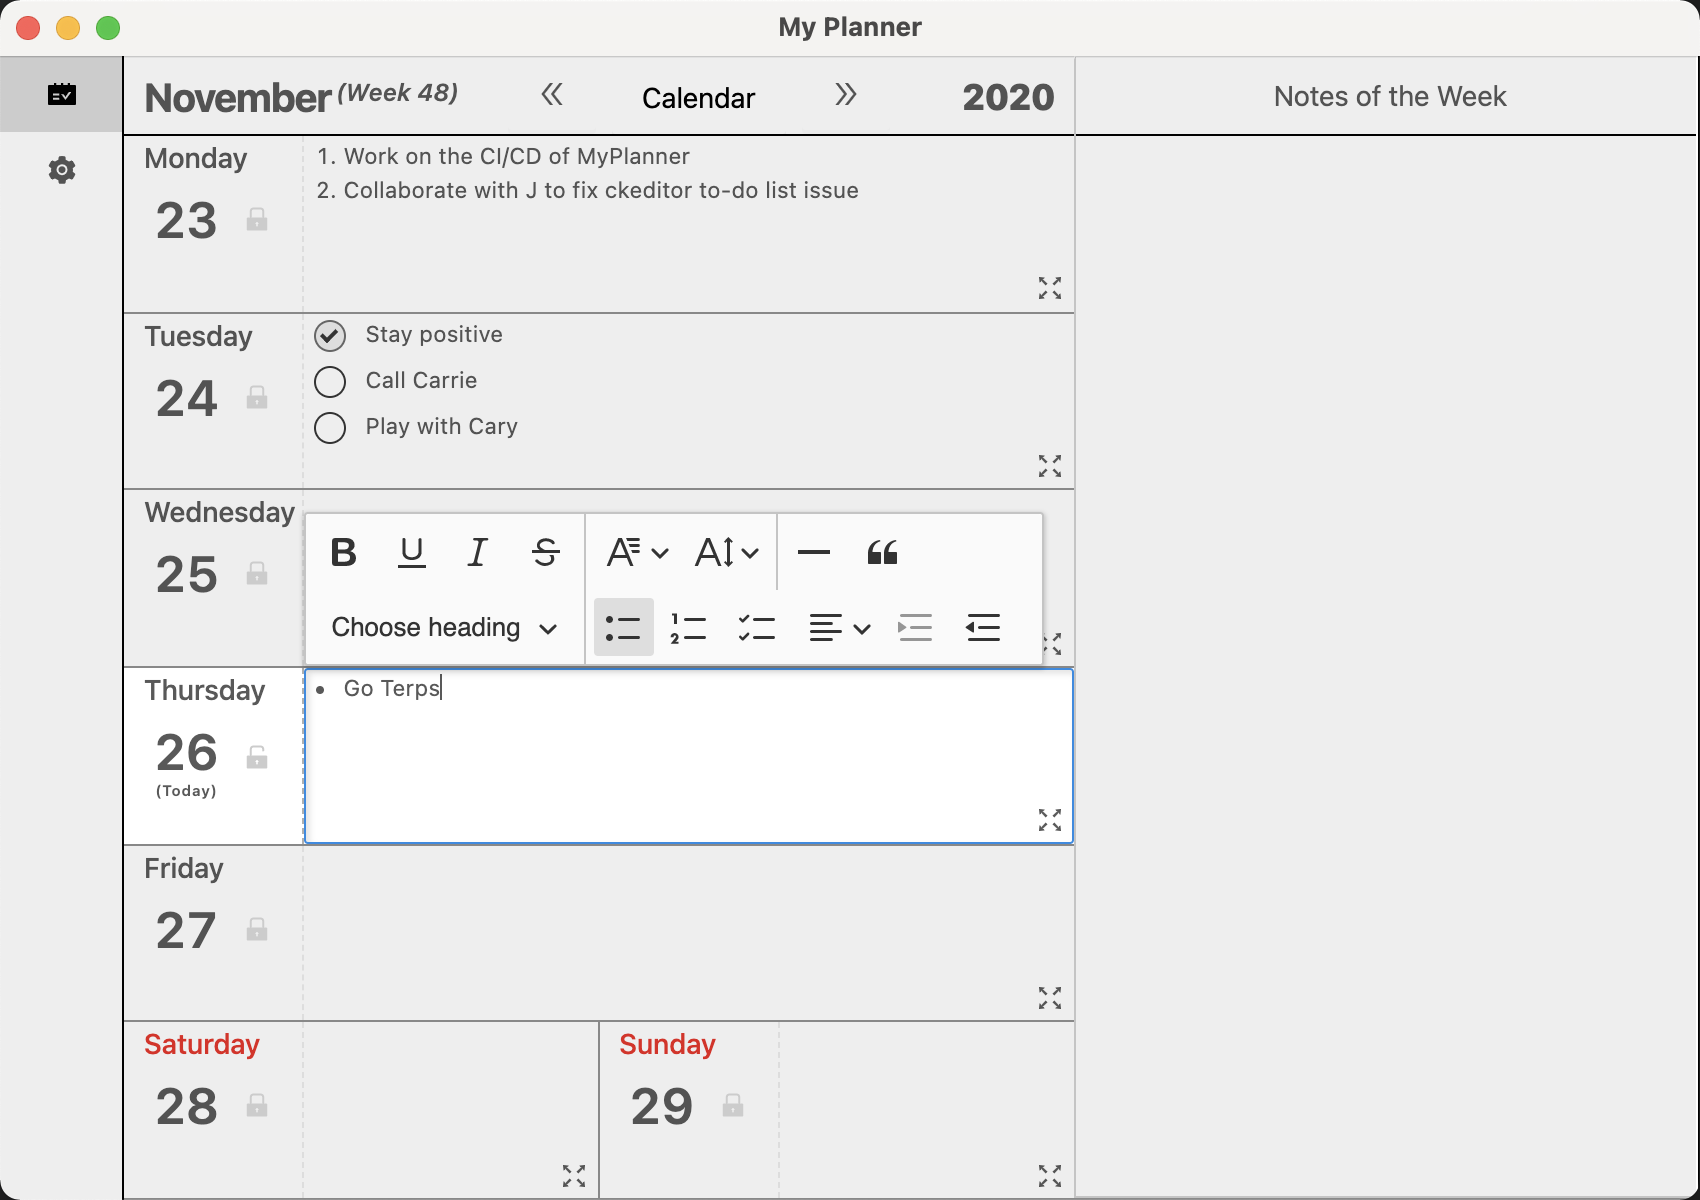 My Planner
November (Week 48)
Calendar
2020
Notes of the Week
Monday
23
1. Work on the CI/CD of MyPlanner
2. Collaborate with J to fix ckeditor to-do list issue
Tuesday
24
Stay positive
Call Carrie
Play with Cary
Wednesday
25
B U I S A A
Choose heading
1
2
Thursday
26
(Today)
• Go Terps
Friday
27
Saturday
28
Sunday
29